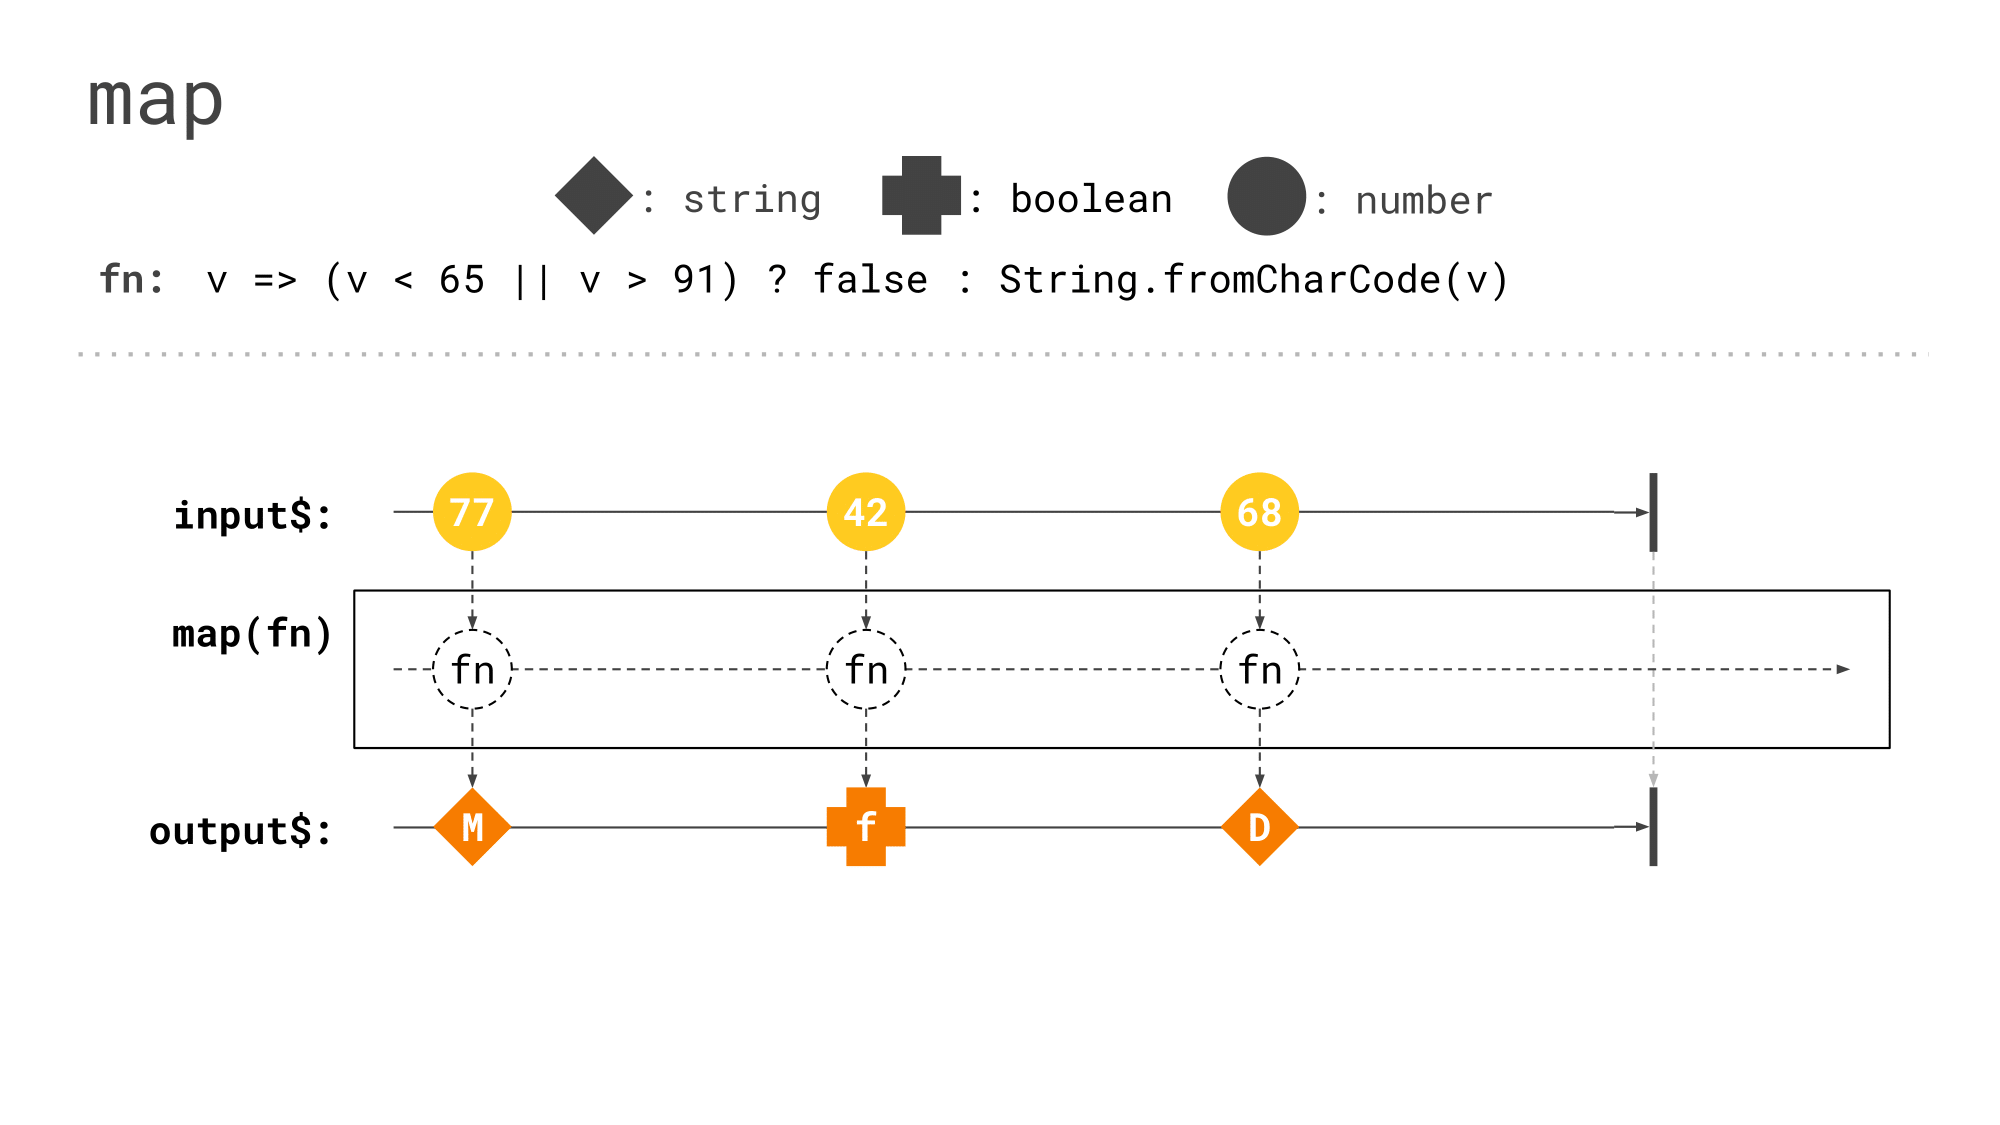 map
: string : boolean : number
fn: v => (v < 65 || v > 91) ? false : String.fromCharCode(v)
input$: 77 42 68
map(fn) fn fn fn
output$: M f D